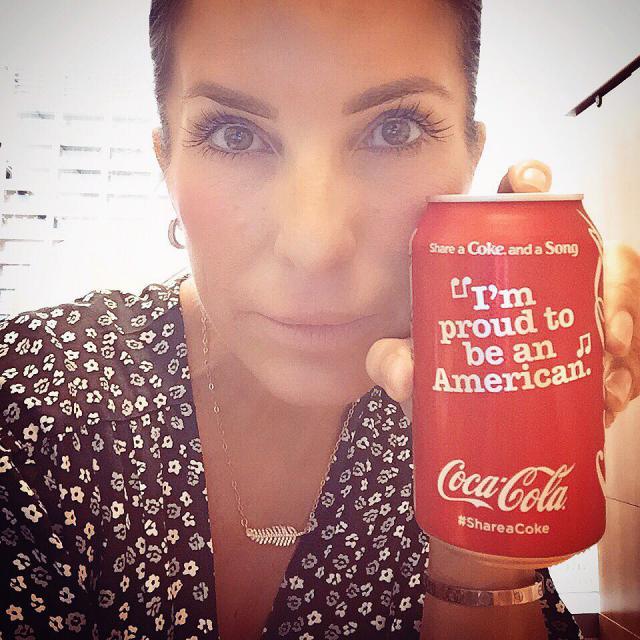 Share a Coke and a Song
"I'm
proud to
be an
American.
Coca-Cola
#ShareaCoke